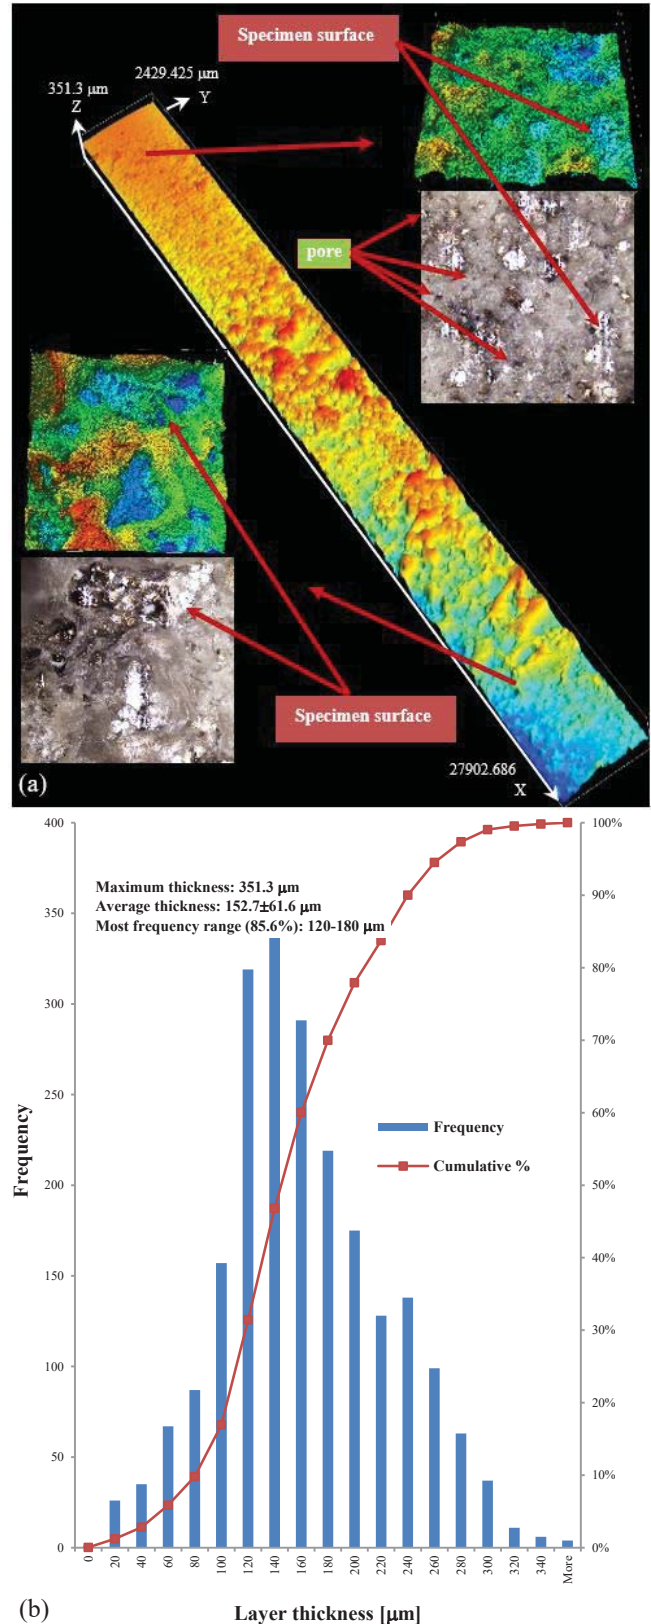 Specimen surface
2429.425 μm
351.3 μm
Z
Y
pore
Specimen surface
27902.686
X
(a)
400
350
300
250
200
150
100
50
0
Frequency
Maximum thickness: 351.3 μm
Average thickness: 152.7±61.6 μm
Most frequency range (85.6%): 120-180 μm
Frequency
Cumulative %
100%
90%
80%
70%
60%
50%
40%
30%
20%
10%
0%
0
20
40
60
80
100
120
140
160
180
200
220
240
260
280
300
320
340
More
(b)
Layer thickness [μm]